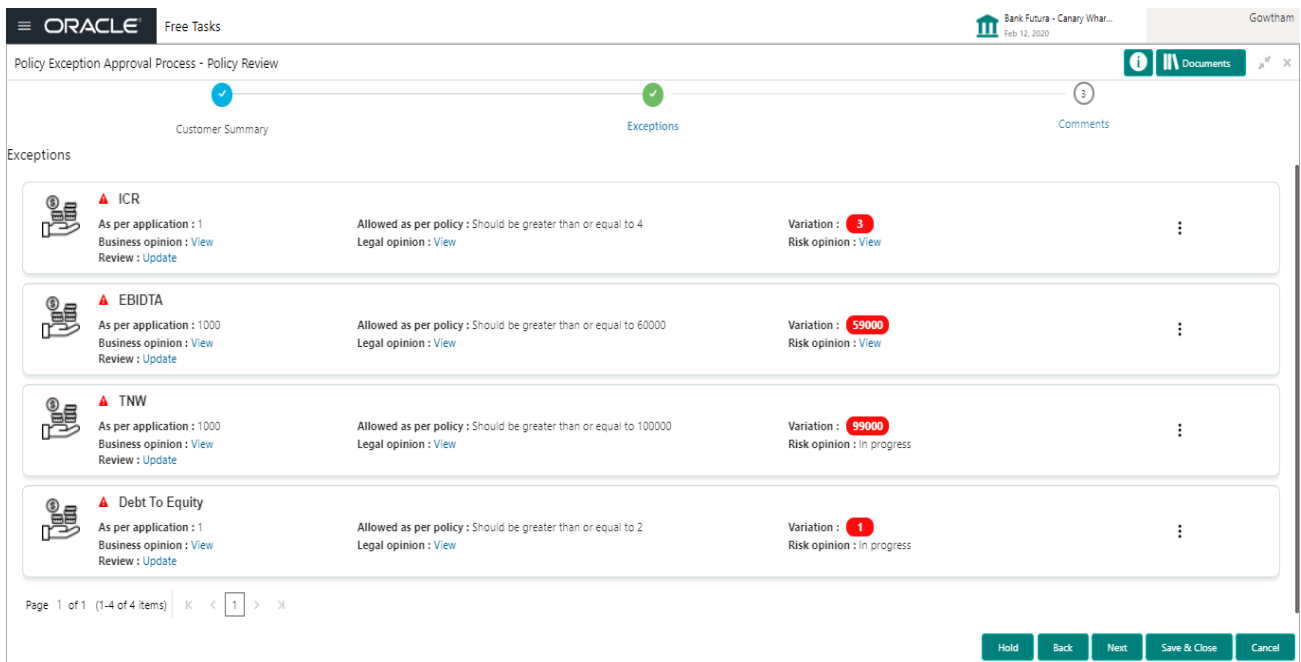 ORACLE® Free Tasks Bank Futura - Canary Whar... Gowtham
Feb 12, 2020
Policy Exception Approval Process - Policy Review i Documents
3
Customer Summary Exceptions Comments
Exceptions
ICR
As per application : 1 Allowed as per policy : Should be greater than or equal to 4 Variation : 3
Business opinion : View Legal opinion : View Risk opinion : View
Review : Update
EBIDTA
As per application : 1000 Allowed as per policy : Should be greater than or equal to 60000 Variation : 59000
Business opinion : View Legal opinion : View Risk opinion : View
Review : Update
TNW
As per application : 1000 Allowed as per policy : Should be greater than or equal to 100000 Variation : 99000
Business opinion : View Legal opinion : View Risk opinion : In progress
Review : Update
Debt To Equity
As per application : 1 Allowed as per policy : Should be greater than or equal to 2 Variation : 1
Business opinion : View Legal opinion : View Risk opinion : In progress
Review : Update
Page 1 of 1 (1-4 of 4 items) K < 1 > >|
Hold Back Next Save & Close Cancel